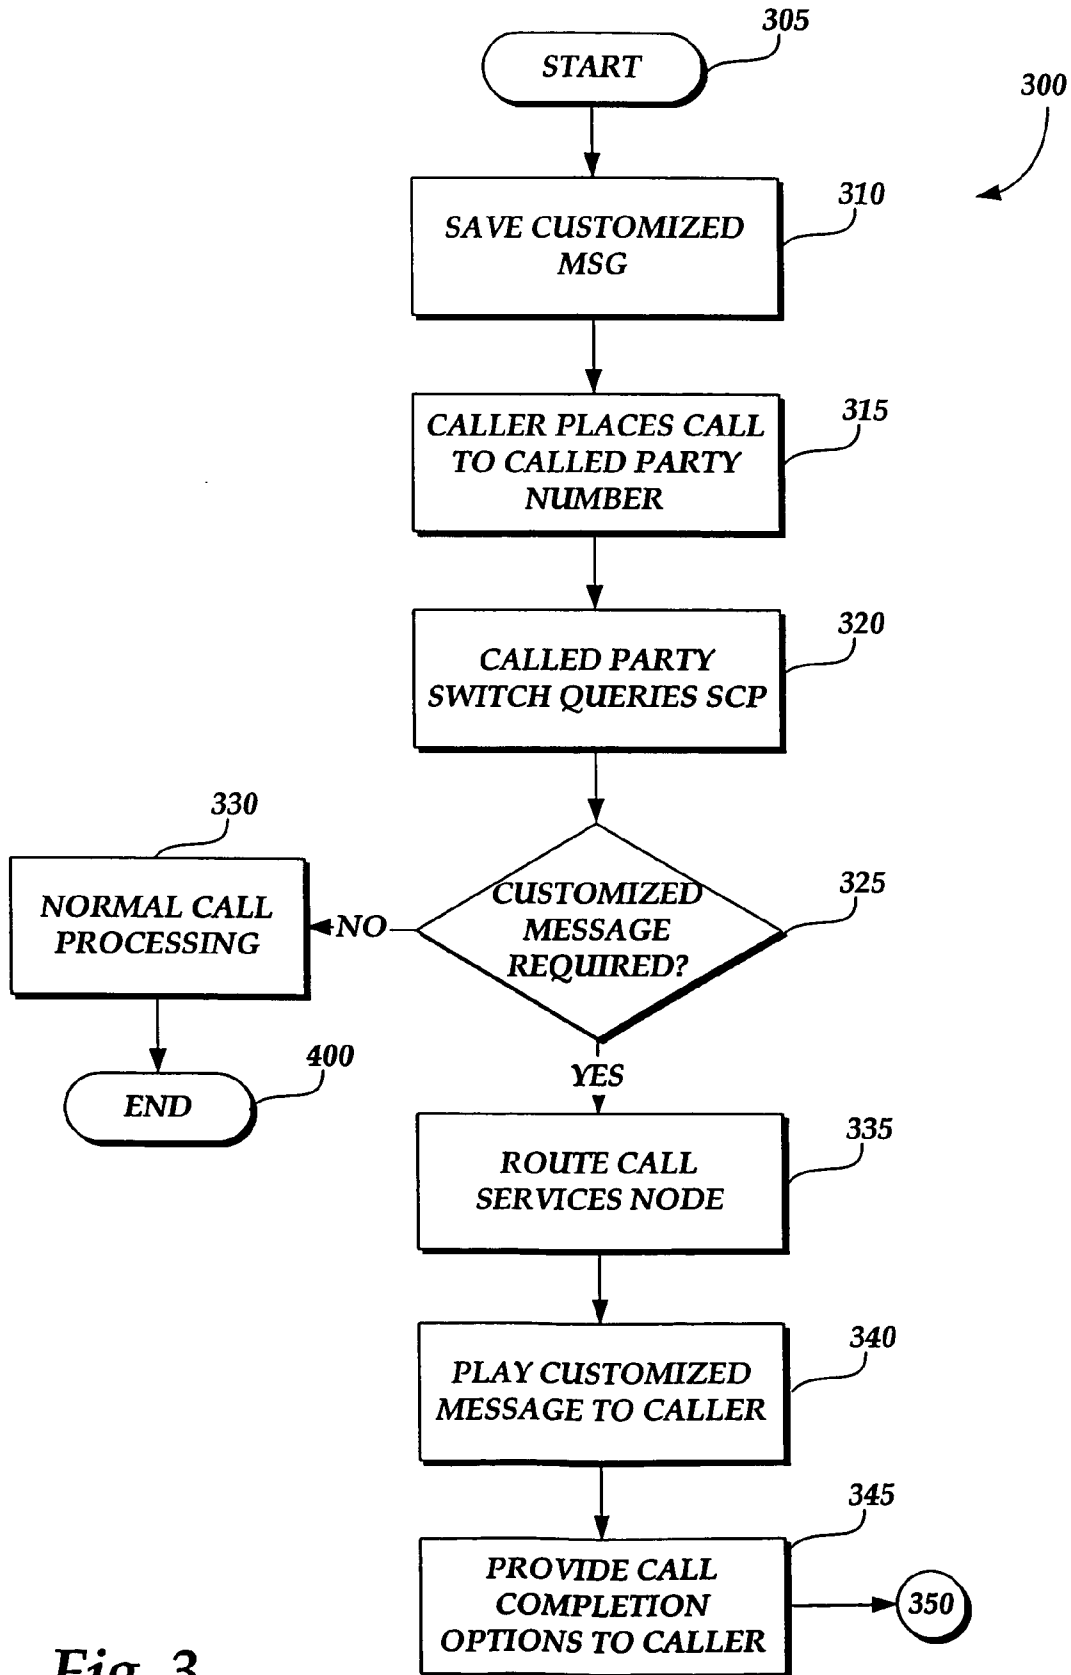 305
START
300
310
SAVE CUSTOMIZED
MSG
315
CALLER PLACES CALL
TO CALLED PARTY
NUMBER
320
CALLED PARTY
SWITCH QUERIES SCP
330
NORMAL CALL
PROCESSING
NO
CUSTOMIZED
MESSAGE
REQUIRED?
325
400
END
YES
335
ROUTE CALL
SERVICES NODE
340
PLAY CUSTOMIZED
MESSAGE TO CALLER
345
PROVIDE CALL
COMPLETION
OPTIONS TO CALLER
350
Fig. 3